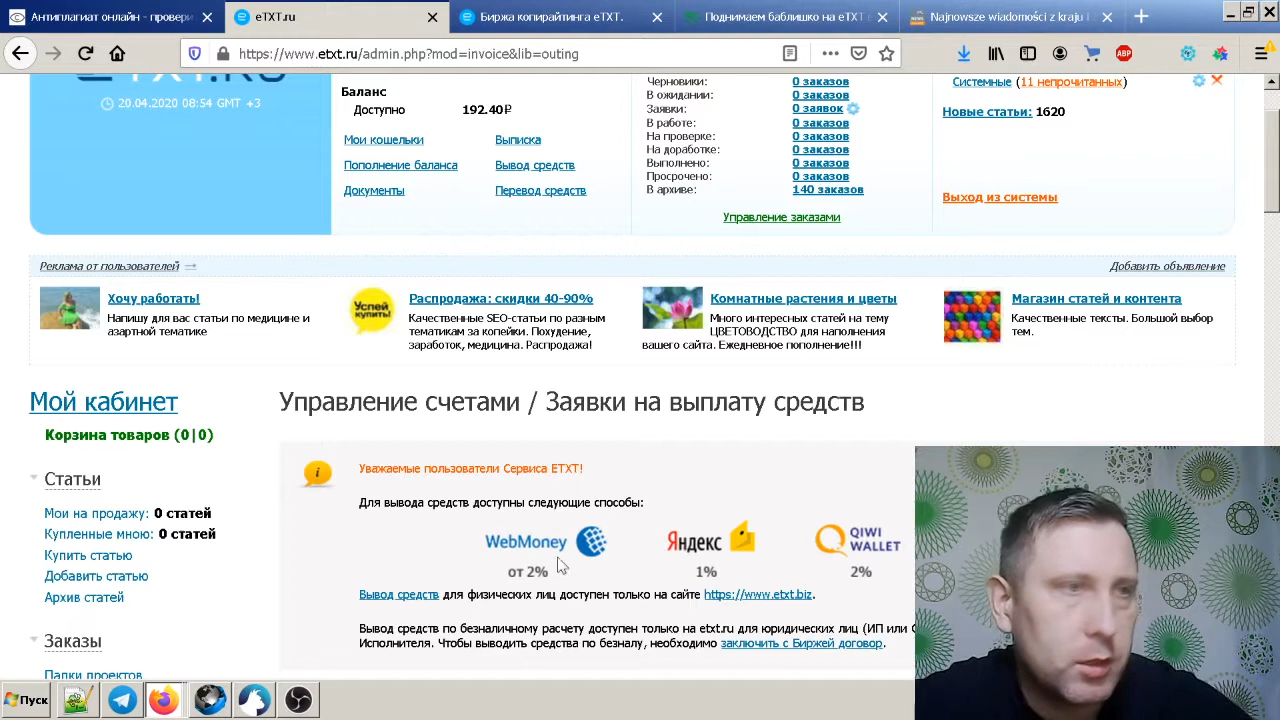 Антиплагиат онлайн - провери
eTXT.ru
Биржа копирайтинга eTXT.
Поднимаем баблишко на eTXT
Najnowsze wiadomości z kraju i
https://www.etxt.ru/admin.php?mod=invoice&lib=outing
ABP
ETXT.RU
20.04.2020 08:54 GMT +3
Баланс
Доступно 192.40₽
Мои кошельки Выписка
Пополнение баланса Вывод средств
Документы Перевод средств
Черновики: 0 заказов
В ожидании: 0 заказов
Заявки: 0 заявок
В работе: 0 заказов
На проверке: 0 заказов
На доработке: 0 заказов
Выполнено: 0 заказов
Просрочено: 0 заказов
В архиве: 140 заказов
Управление заказами
Системные (11 непрочитанных)
Новые статьи: 1620
Выход из системы
Реклама от пользователей
Добавить объявление
Хочу работать!
Напишу для вас статьи по медицине и
азартной тематике
Успей
купить!
Распродажа: скидки 40-90%
Качественные SEO-статьи по разным
тематикам за копейки. Похудение,
заработок, медицина. Распродажа!
Комнатные растения и цветы
Много интересных статей на тему
ЦВЕТОВОДСТВО для наполнения
вашего сайта. Ежедневное пополнение!!!
Магазин статей и контента
Качественные тексты. Большой выбор
тем.
Мой кабинет
Корзина товаров (0|0)
Статьи
Мои на продажу: 0 статей
Купленные мною: 0 статей
Купить статью
Добавить статью
Архив статей
Заказы
Папки проектов
Управление счетами / Заявки на выплату средств
Уважаемые пользователи Сервиса ETXT!
Для вывода средств доступны следующие способы:
WebMoney
от 2%
Яндекс
1%
QIWI
WALLET
2%
Вывод средств для физических лиц доступен только на сайте https://www.etxt.biz.
Вывод средств по безналичному расчету доступен только на etxt.ru для юридических лиц (ИП или
Исполнителя. Чтобы выводить средства по безналу, необходимо заключить с Биржей договор.
Пуск